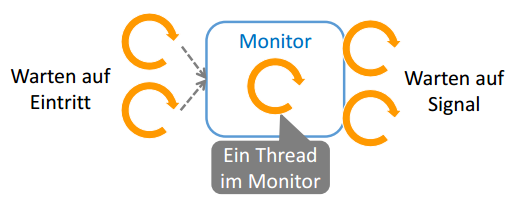 Monitor
Warten auf
Eintritt
Warten auf
Signal
Ein Thread
im Monitor